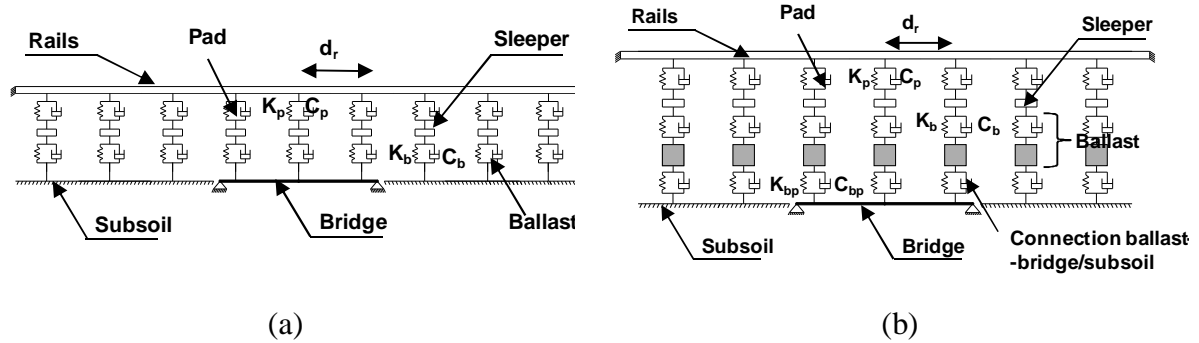 Rails
Pad
d_r
Sleeper
K_p
C_p
K_b
C_b
Subsoil
Bridge
Ballast
(a)
Rails
Pad
d_r
Sleeper
K_p
C_p
K_b
C_b
Ballast
K_bp
C_bp
Subsoil
Bridge
Connection ballast-
-bridge/subsoil
(b)